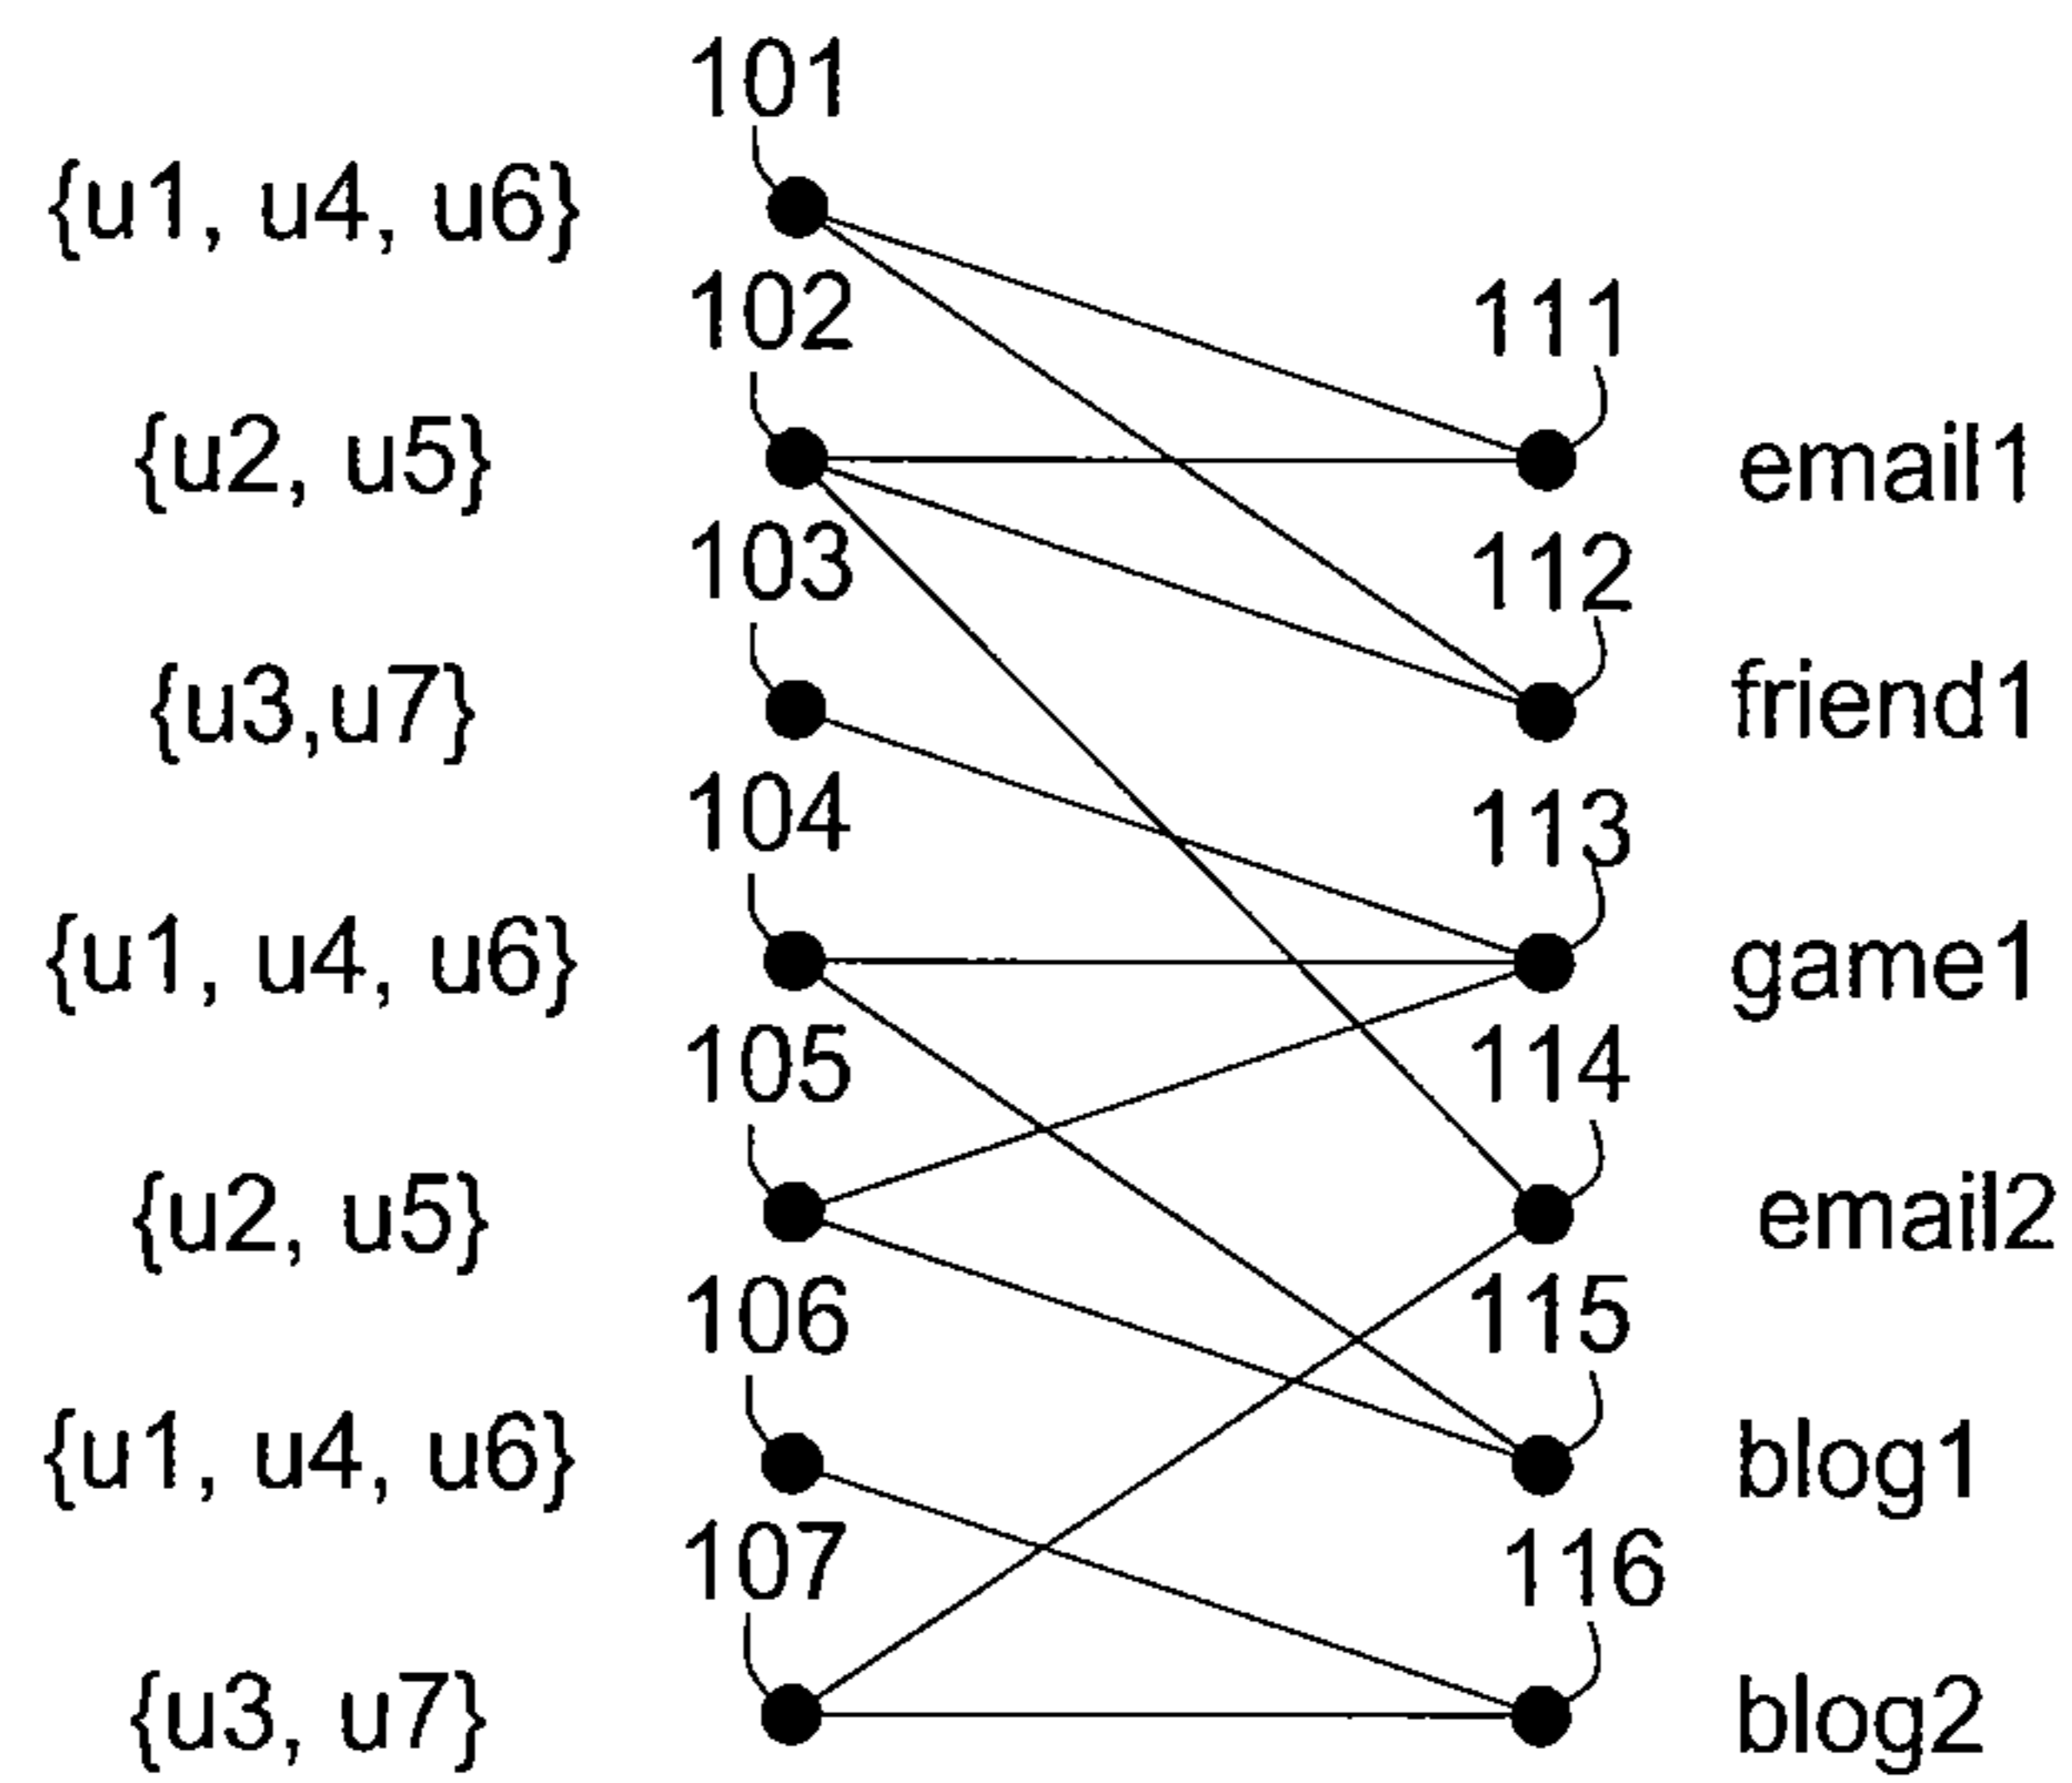 101
{u1, u4, u6}
102
111
{u2, u5}
email1
103
112
{u3,u7}
friend1
104
113
{u1, u4, u6}
game1
105
114
{u2, u5}
email2
106
115
{u1, u4, u6}
blog1
107
116
{u3, u7}
blog2